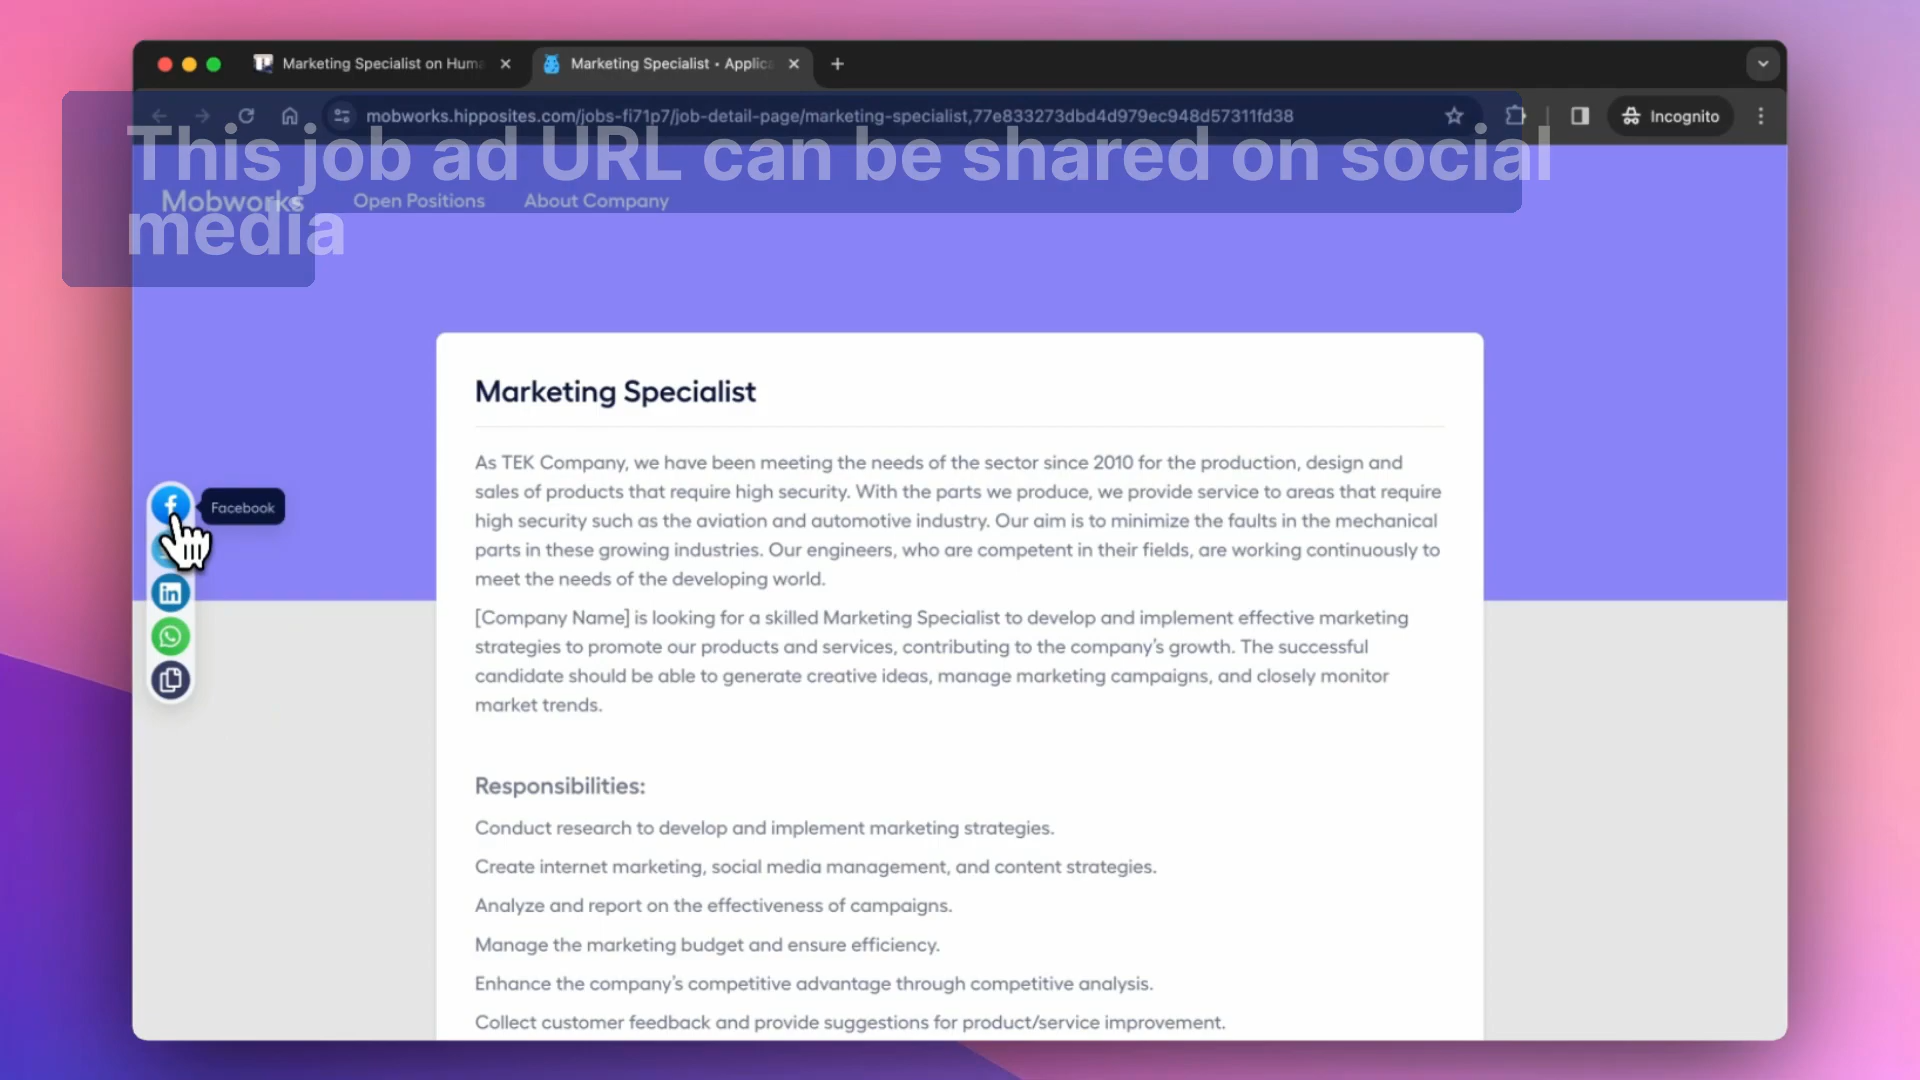 Marketing Specialist on Huma
Marketing Specialist • Applica
mobworks.hipposites.com/jobs-fi71p7/job-detail-page/marketing-specialist,77e833273dbd4d979ec948d57311fd38
Incognito
This job ad URL can be shared on social
media
Mobworks
Open Positions
About Company
Marketing Specialist
As TEK Company, we have been meeting the needs of the sector since 2010 for the production, design and
sales of products that require high security. With the parts we produce, we provide service to areas that require
high security such as the aviation and automotive industry. Our aim is to minimize the faults in the mechanical
parts in these growing industries. Our engineers, who are competent in their fields, are working continuously to
meet the needs of the developing world.
[Company Name] is looking for a skilled Marketing Specialist to develop and implement effective marketing
strategies to promote our products and services, contributing to the company's growth. The successful
candidate should be able to generate creative ideas, manage marketing campaigns, and closely monitor
market trends.
Facebook
Responsibilities:
Conduct research to develop and implement marketing strategies.
Create internet marketing, social media management, and content strategies.
Analyze and report on the effectiveness of campaigns.
Manage the marketing budget and ensure efficiency.
Enhance the company's competitive advantage through competitive analysis.
Collect customer feedback and provide suggestions for product/service improvement.